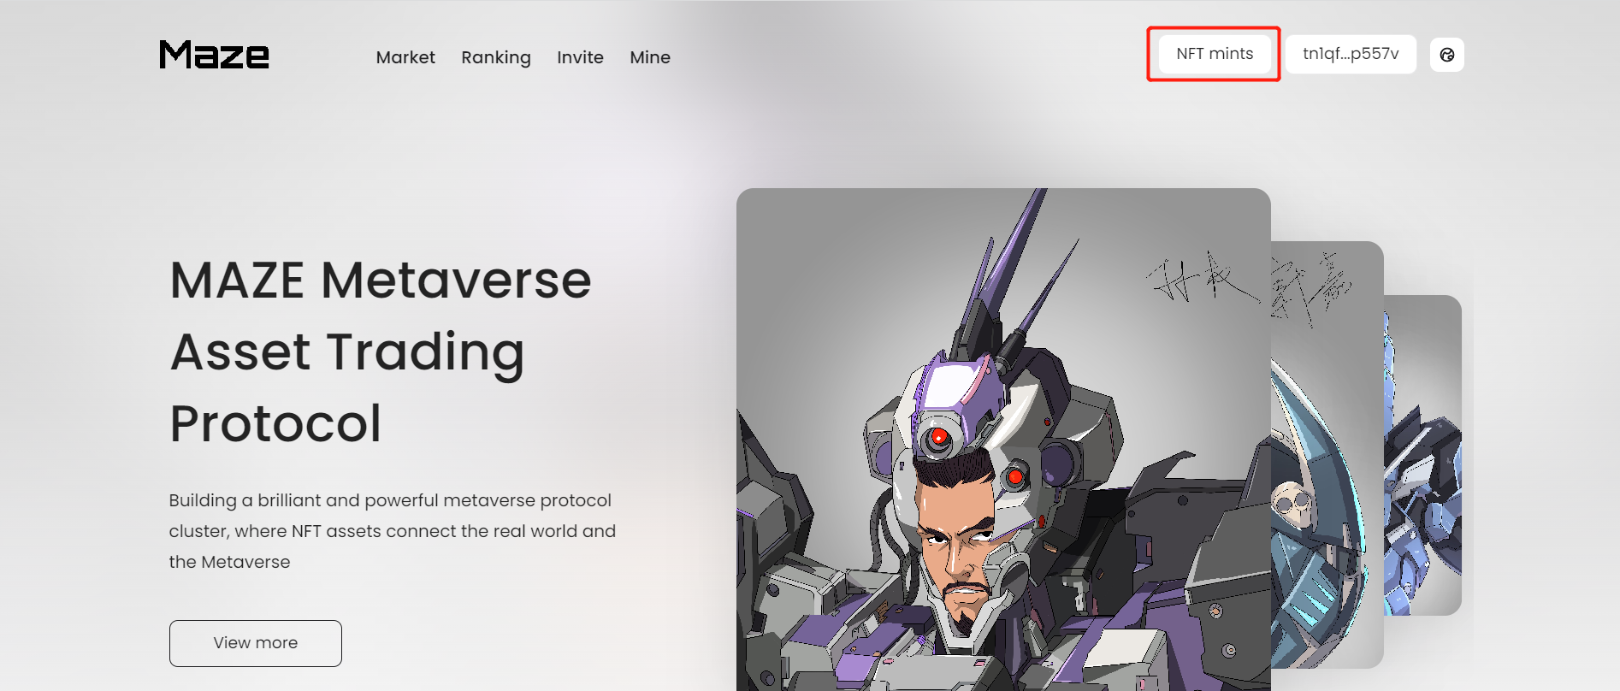 Maze
Market Ranking Invite Mine
NFT mints
tn1qf...p557v
MAZE Metaverse
Asset Trading
Protocol
Building a brilliant and powerful metaverse protocol
cluster, where NFT assets connect the real world and
the Metaverse
View more